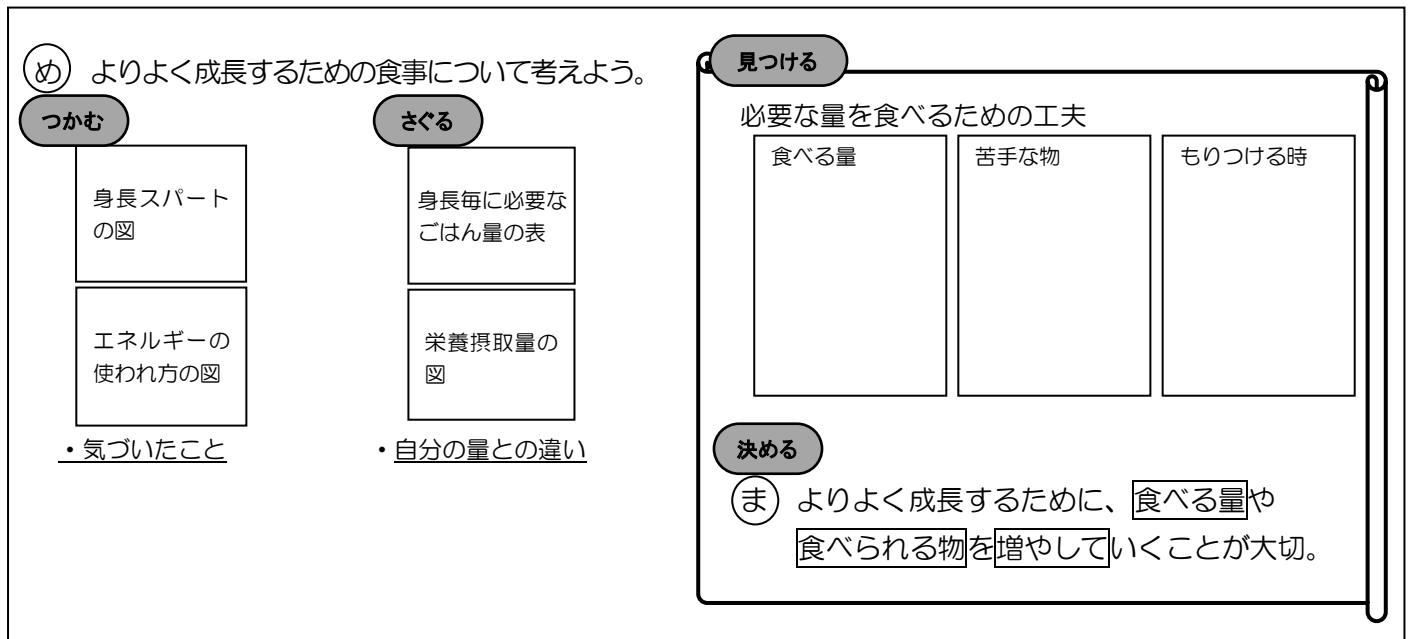 め よりよく成長するための食事について考えよう。
つかむ
身長スパート
の図
エネルギーの
使われ方の図
・気づいたこと
さぐる
身長毎に必要な
ごはん量の表
栄養摂取量の
図
・自分の量との違い
見つける
必要な量を食べるための工夫
食べる量
苦手な物
もりつける時
決める
ま よりよく成長するために、食べる量や
食べられる物を増やしていくことが大切。